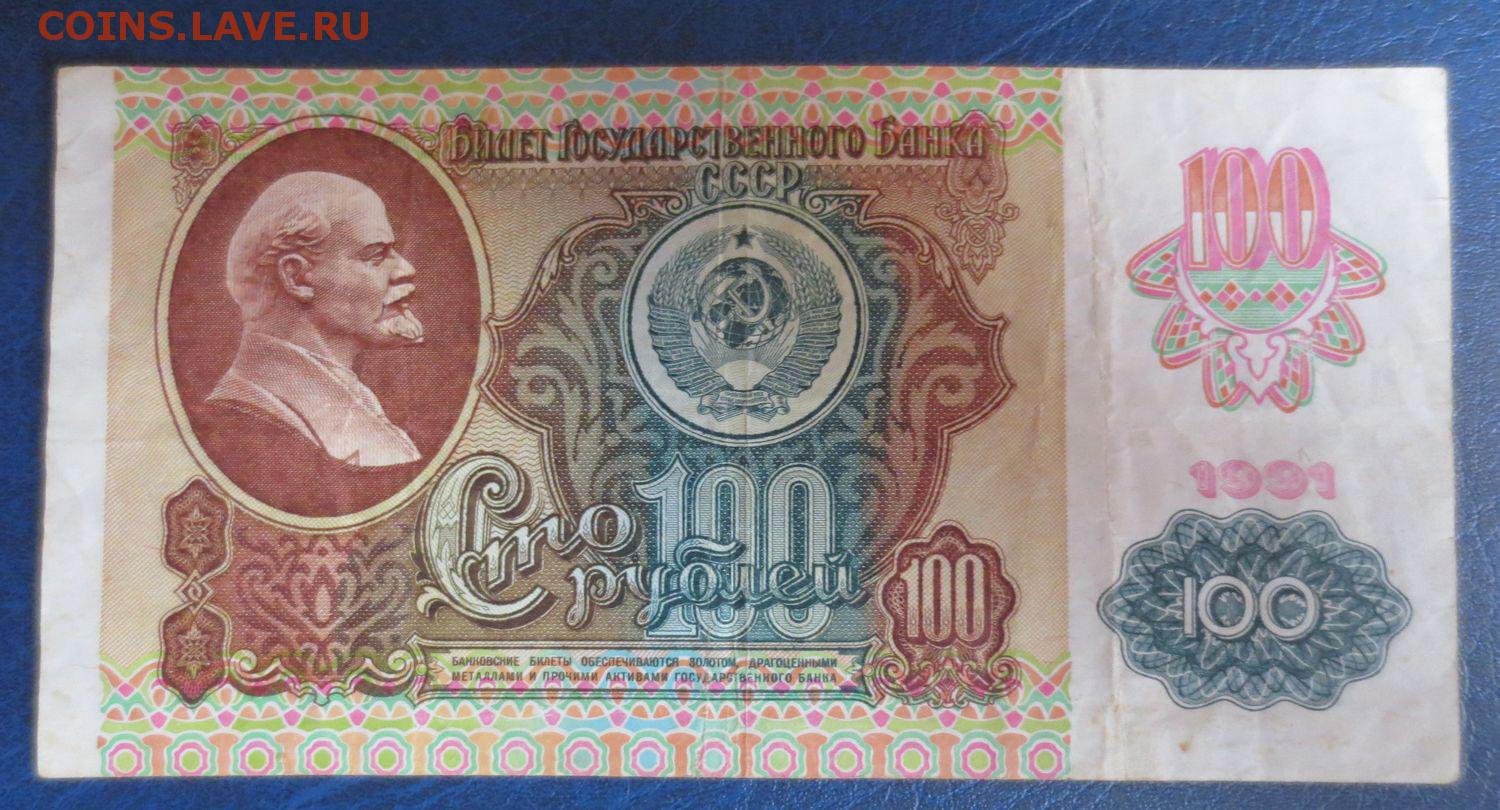 COINS.LAVE.RU
Билет Государственного Банка
СССР
100
1991
Сто
рублей
100
100
100
БАНКОВСКИЕ БИЛЕТЫ ОБЕСПЕЧИВАЮТСЯ ЗОЛОТОМ, ДРАГОЦЕННЫМИ
МЕТАЛЛАМИ И ПРОЧИМИ АКТИВАМИ ГОСУДАРСТВЕННОГО БАНКА